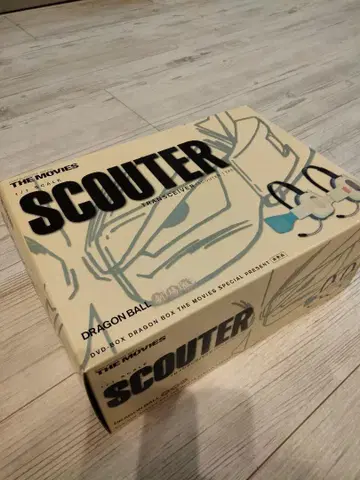 THE MOVIES
1/1 SCALE
SCOUTER
TRANSCEIVER
DRAGON BALL
DVD-BOX DRAGON BOX THE MOVIES SPECIAL PRESENT
THE MOVIES
SCOUTER